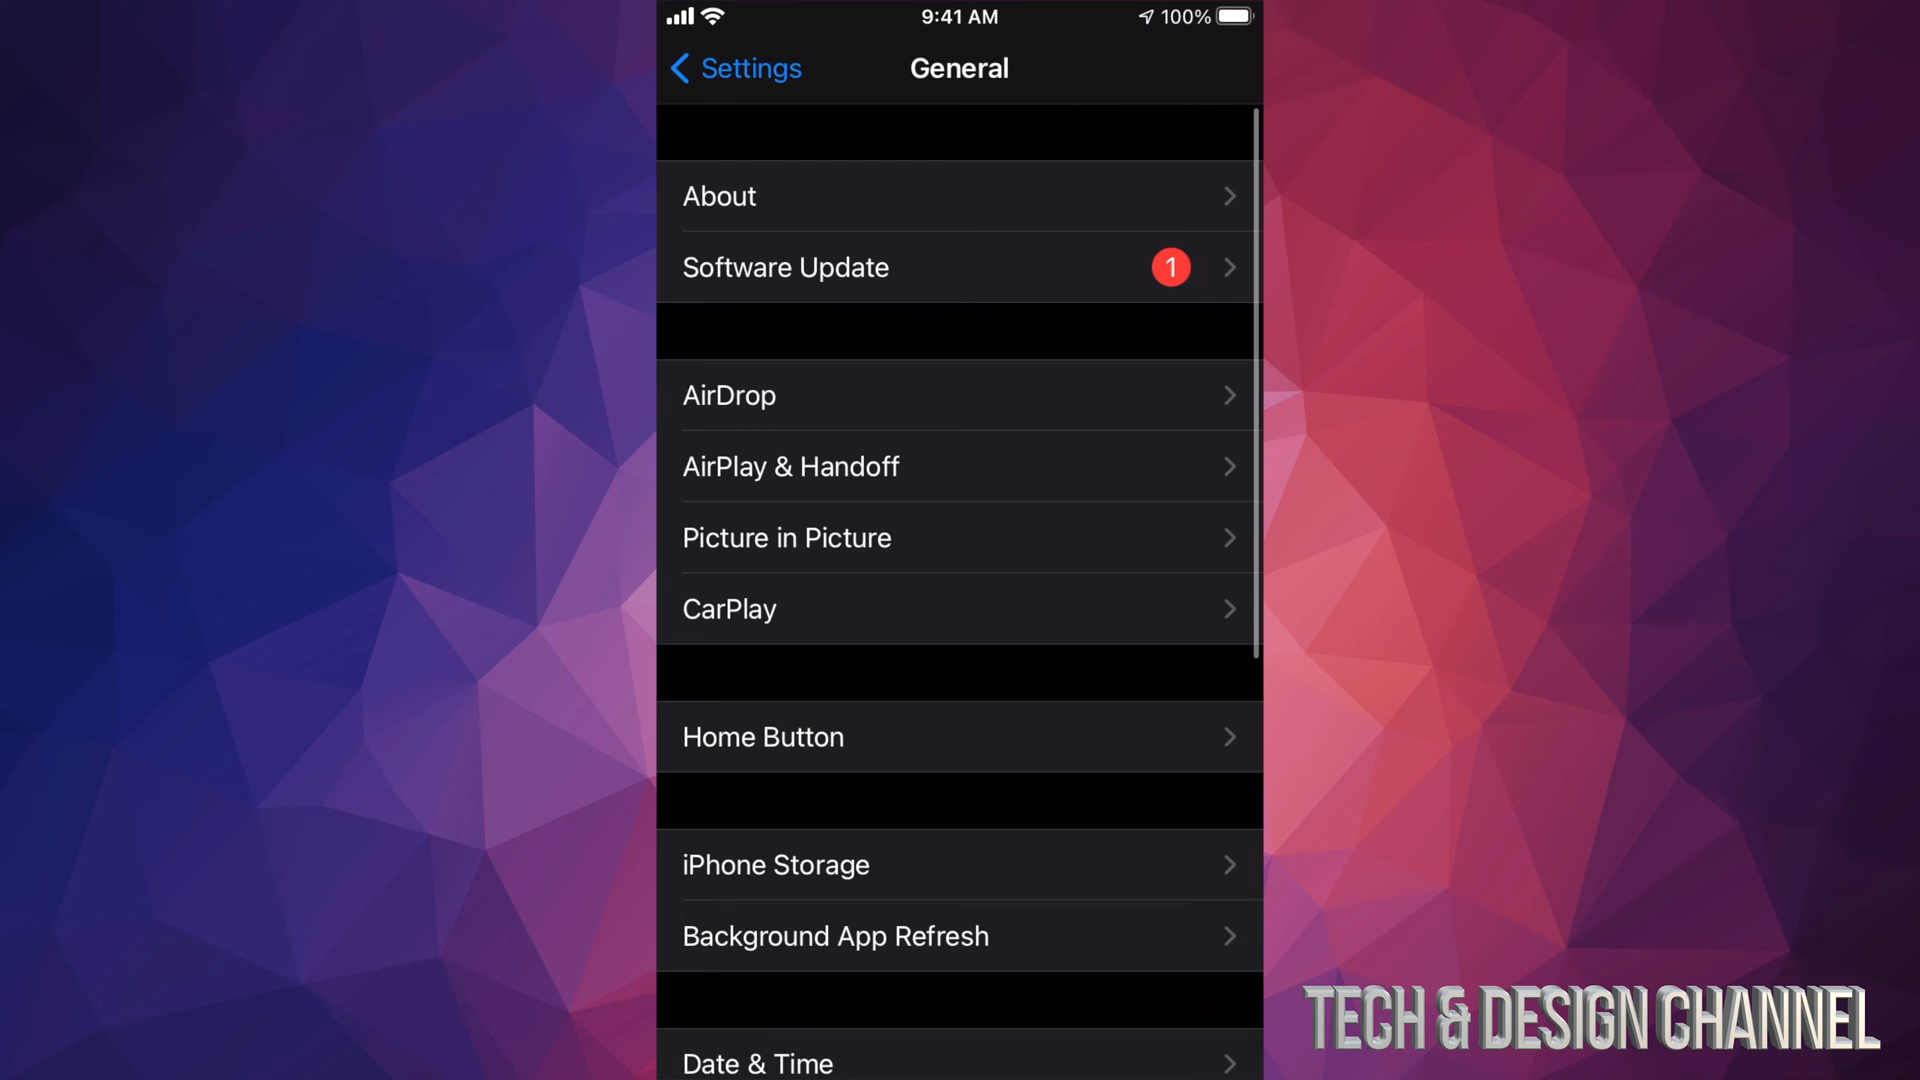 9:41 AM
100%
Settings
General
About
Software Update
1
AirDrop
AirPlay & Handoff
Picture in Picture
CarPlay
Home Button
iPhone Storage
Background App Refresh
Date & Time
TECH & DESIGN CHANNEL